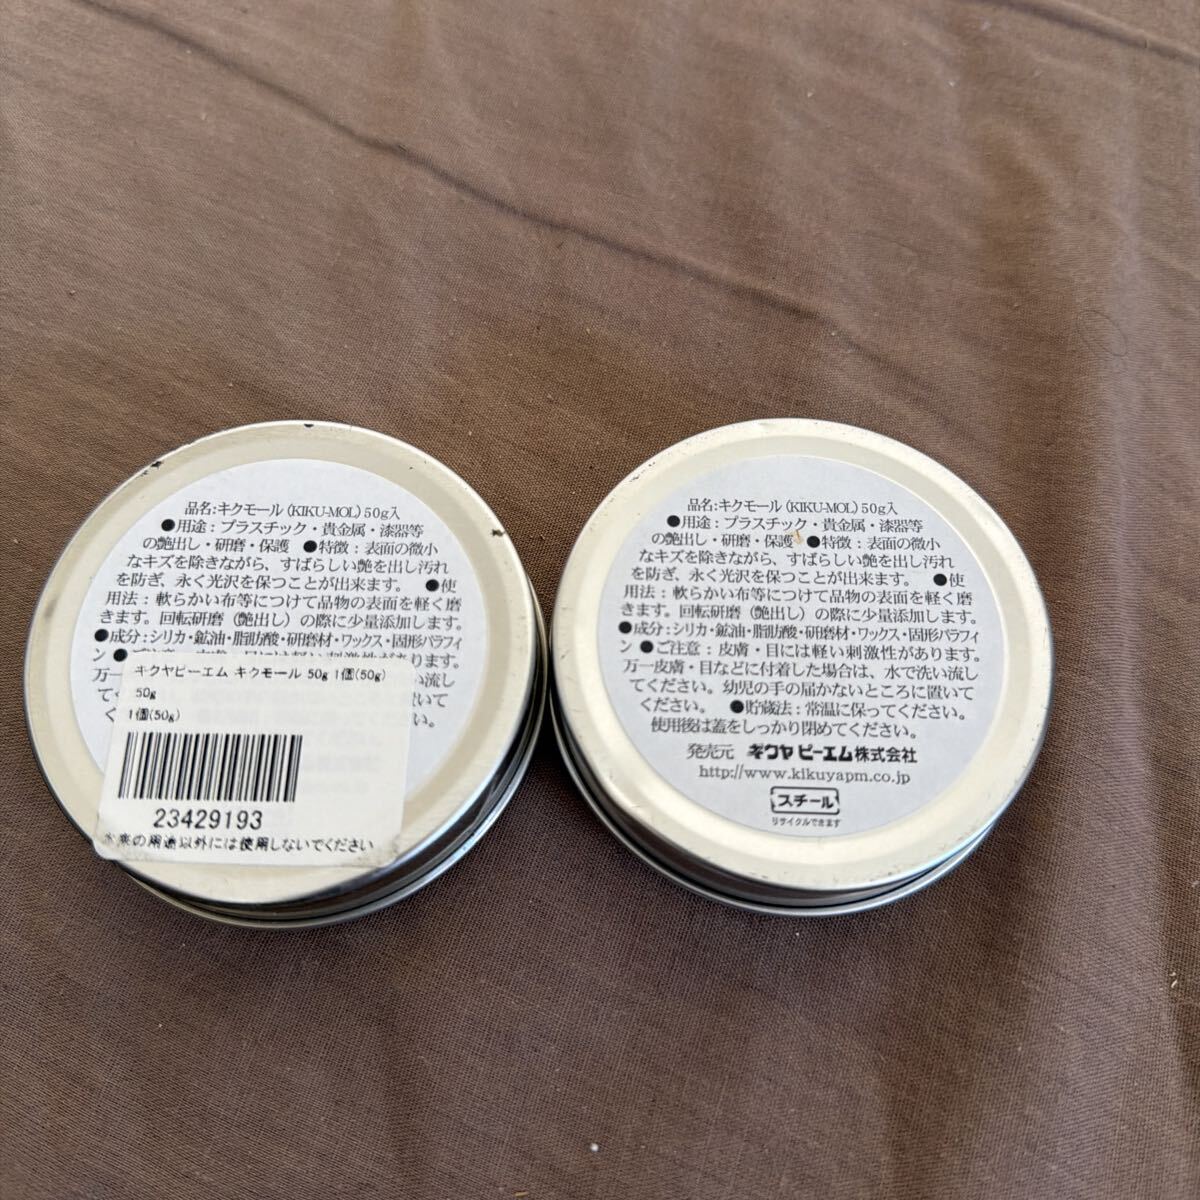 品名:キクモール(KIKU-MOL)50g入
●用途：プラスチック・貴金属・漆器等
の艶出し・研磨・保護　●特徴：表面の微小
なキズを除きながら、すばらしい艶を出し汚れ
を防ぎ、永く光沢を保つことが出来ます。　●使
用法：軟らかい布等につけて品物の表面を軽く磨
きます。回転研磨（艶出し）の際に少量添加します。
●成分：シリカ・鉱油・脂肪酸・研磨材・ワックス・固形パラフィ
ン
キクヤピーエム キクモール 50g 1個(50g)
50g
1個(50g)
23429193
本来の用途以外には使用しないでください
品名:キクモール(KIKU-MOL)50g入
●用途：プラスチック・貴金属・漆器等
の艶出し・研磨・保護　●特徴：表面の微小
なキズを除きながら、すばらしい艶を出し汚れ
を防ぎ、永く光沢を保つことが出来ます。　●使
用法：軟らかい布等につけて品物の表面を軽く磨
きます。回転研磨（艶出し）の際に少量添加します。
●成分：シリカ・鉱油・脂肪酸・研磨材・ワックス・固形パラフィ
ン　●ご注意：皮膚・目には軽い刺激性があります。
万一皮膚・目などに付着した場合は、水で洗い流し
てください。幼児の手の届かないところに置いて
ください。　●貯蔵法：常温に保ってください。
使用後は蓋をしっかり閉めてください。
発売元　キクヤピーエム株式会社
http://www.kikuyapm.co.jp
スチール
リサイクルできます